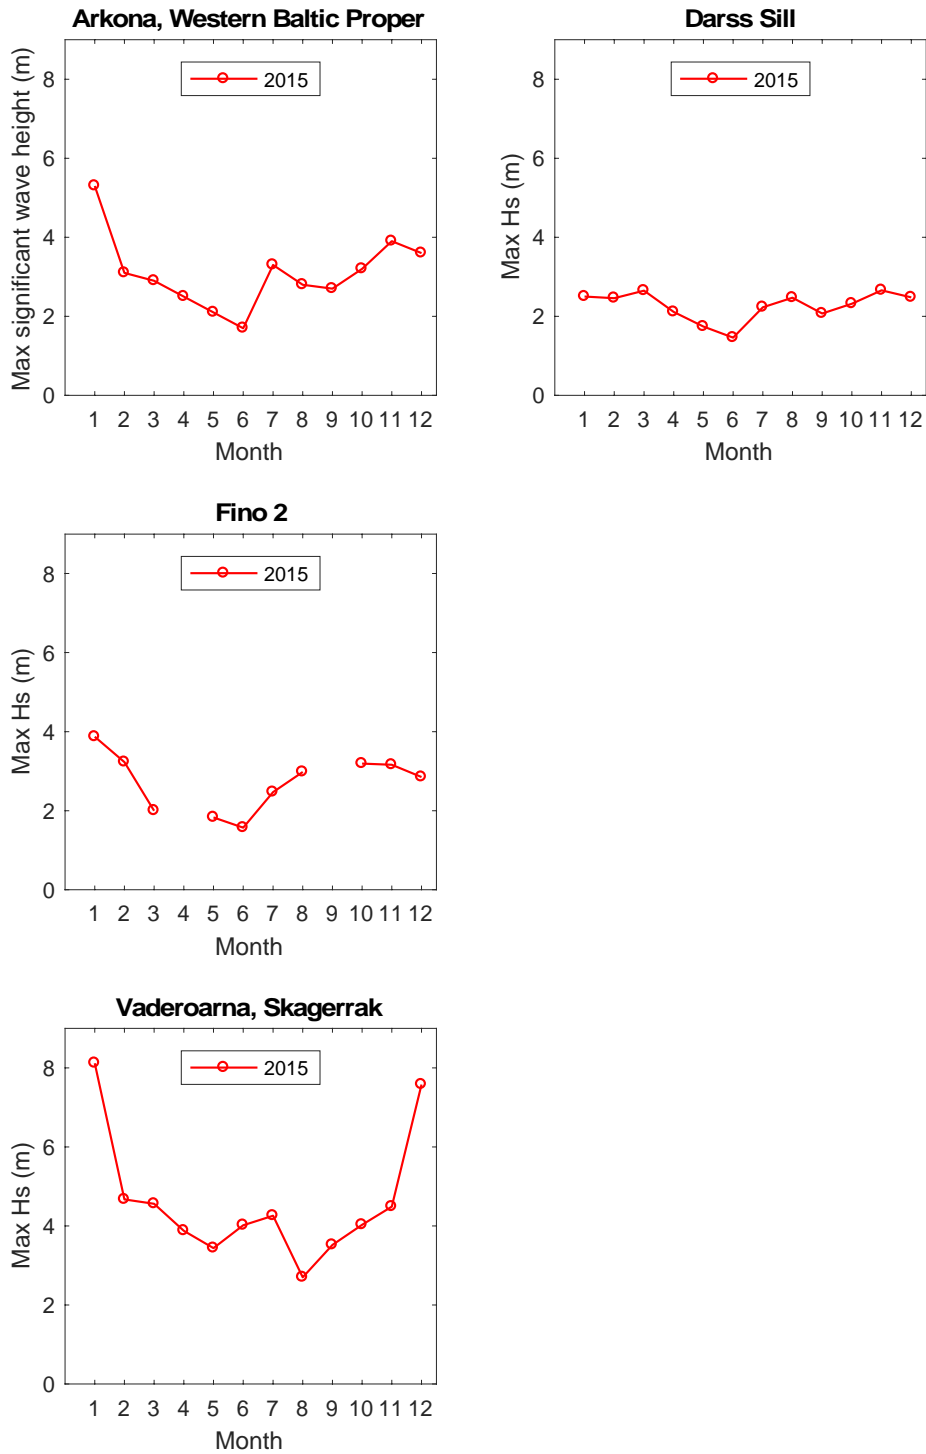 Arkona, Western Baltic Proper
Max significant wave height (m)
8
6
4
2
0
2015
1 2 3 4 5 6 7 8 9 10 11 12
Month
Darss Sill
Max Hs (m)
8
6
4
2
0
2015
1 2 3 4 5 6 7 8 9 10 11 12
Month
Fino 2
Max Hs (m)
8
6
4
2
0
2015
1 2 3 4 5 6 7 8 9 10 11 12
Month
Vaderoarna, Skagerrak
Max Hs (m)
8
6
4
2
0
2015
1 2 3 4 5 6 7 8 9 10 11 12
Month